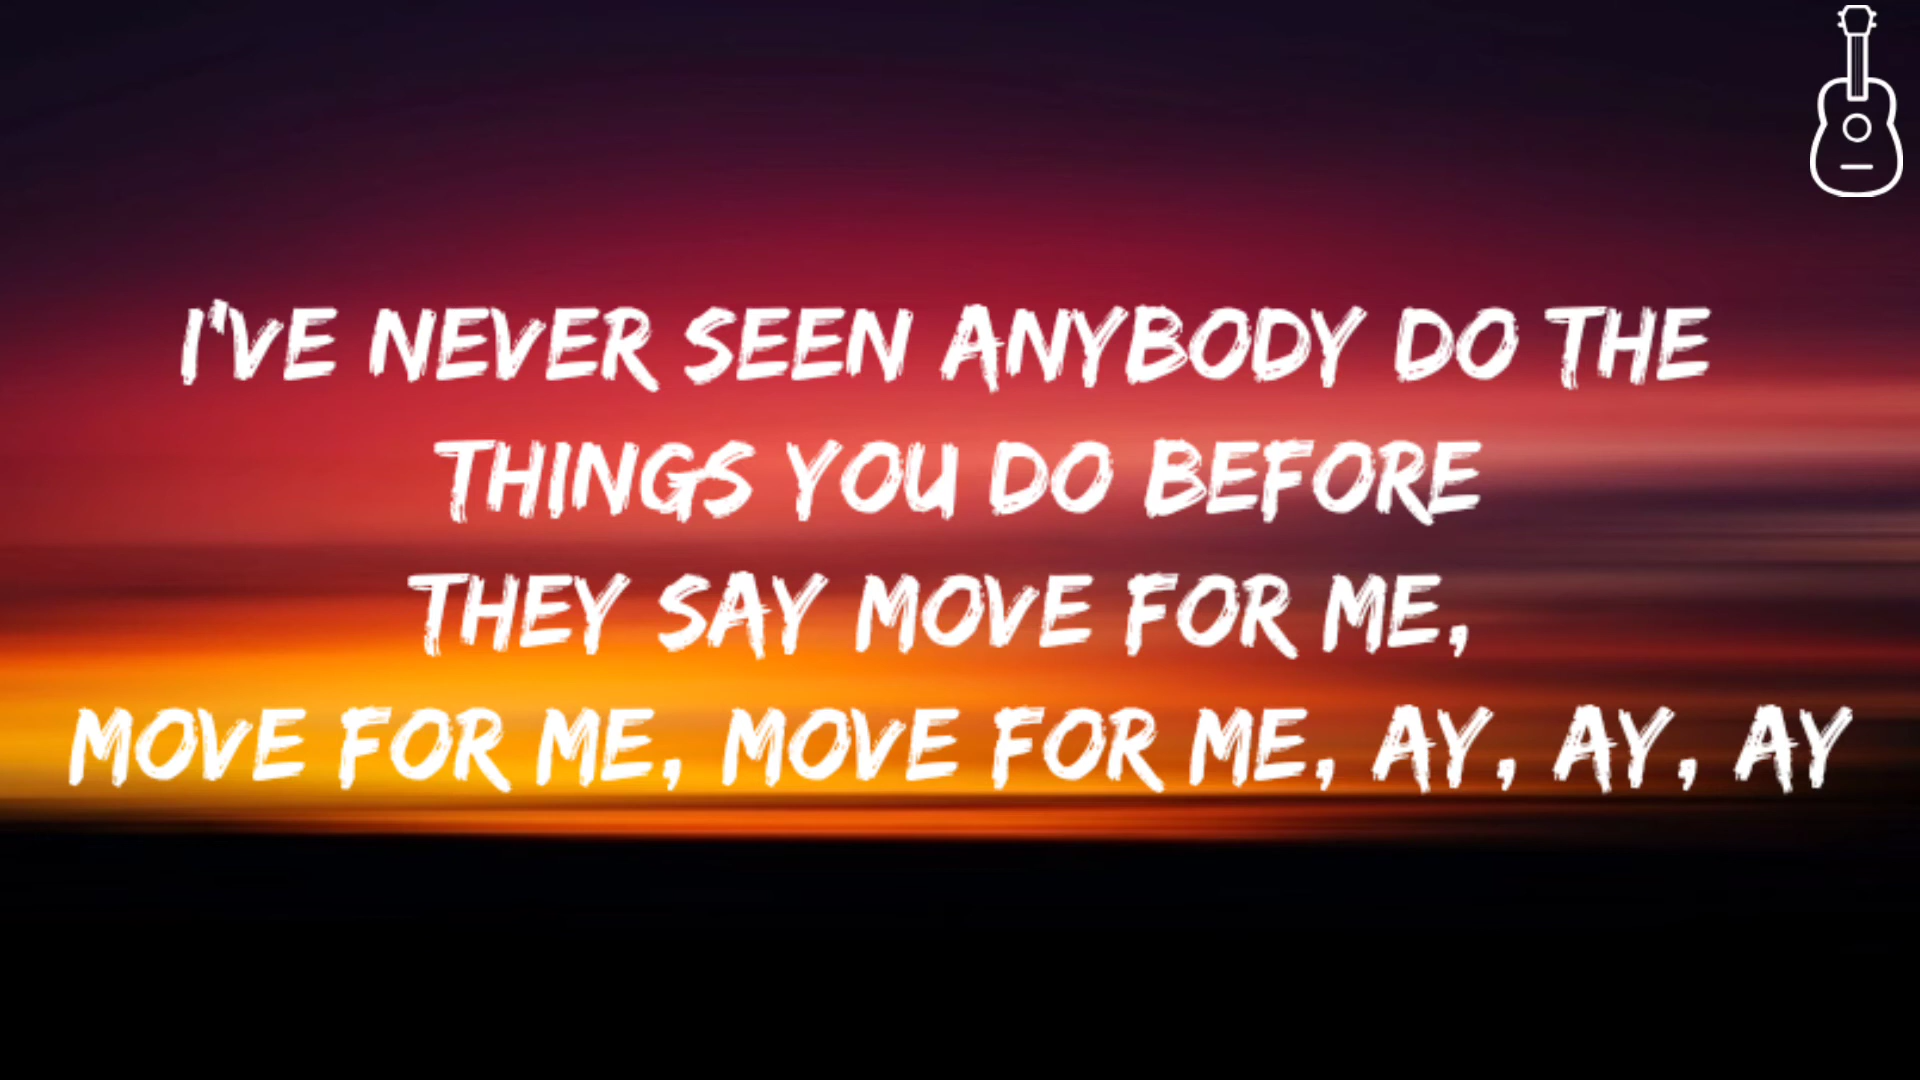 I'VE NEVER SEEN ANYBODY DO THE
THINGS YOU DO BEFORE
THEY SAY MOVE FOR ME,
MOVE FOR ME, MOVE FOR ME, AY, AY, AY